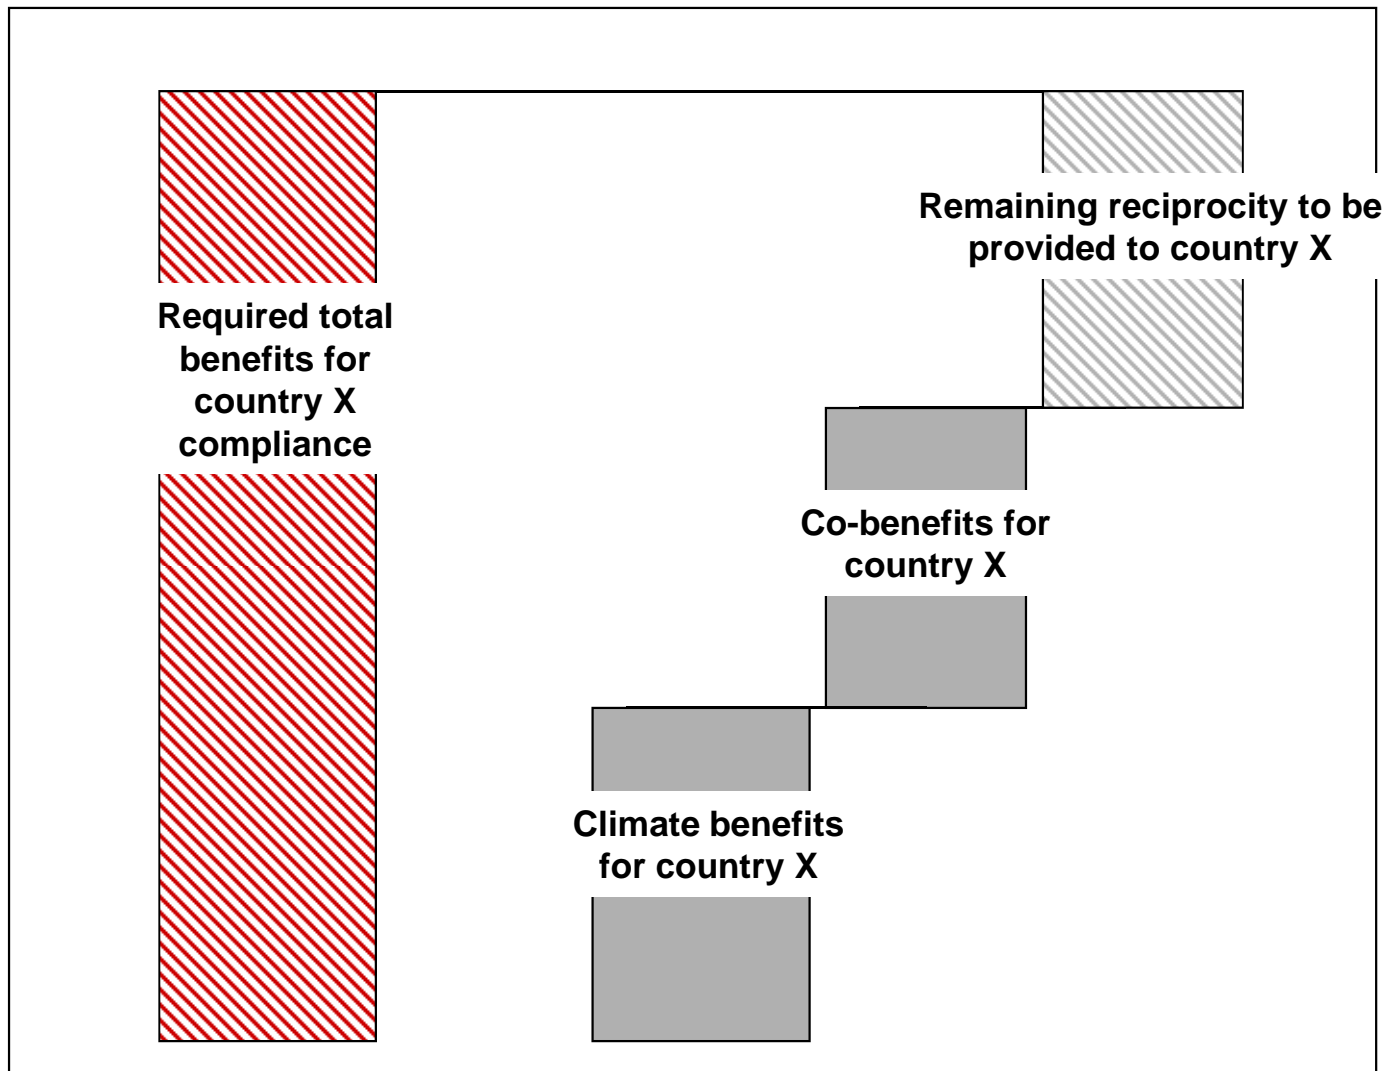 Remaining reciprocity to be
provided to country X
Required total
benefits for
country X
compliance
Co-benefits for
country X
Climate benefits
for country X